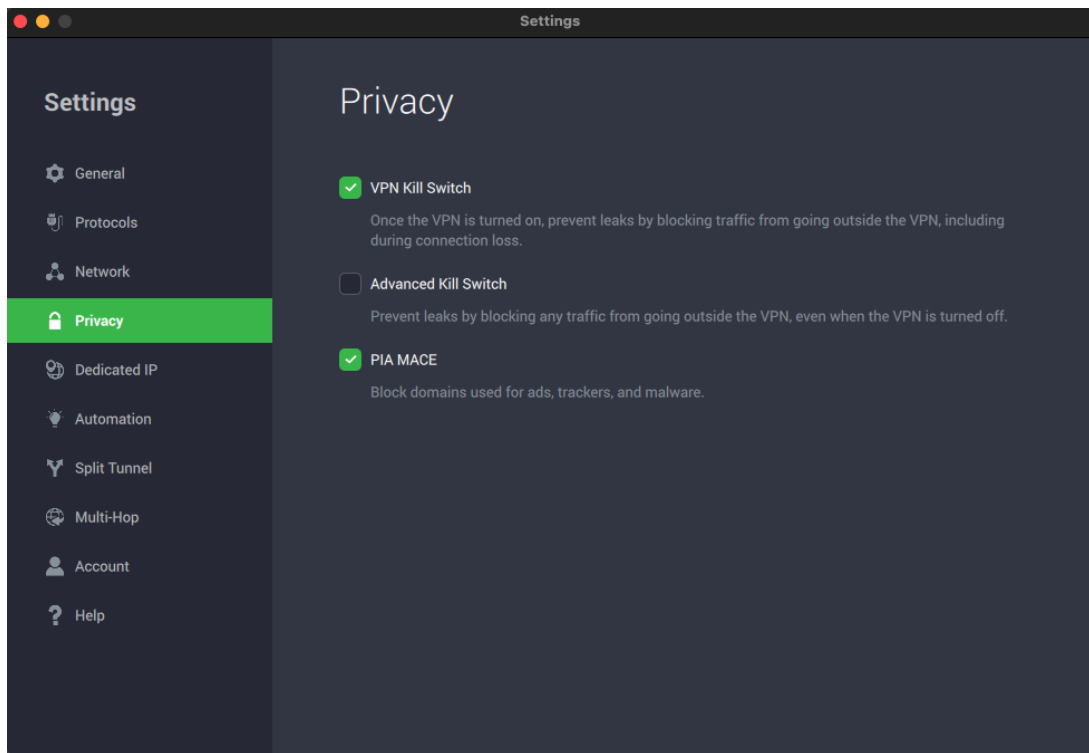 Settings
Settings
General
Protocols
Network
Privacy
Dedicated IP
Automation
Split Tunnel
Multi-Hop
Account
Help
Privacy
VPN Kill Switch
Once the VPN is turned on, prevent leaks by blocking traffic from going outside the VPN, including
during connection loss.
Advanced Kill Switch
Prevent leaks by blocking any traffic from going outside the VPN, even when the VPN is turned off.
PIA MACE
Block domains used for ads, trackers, and malware.